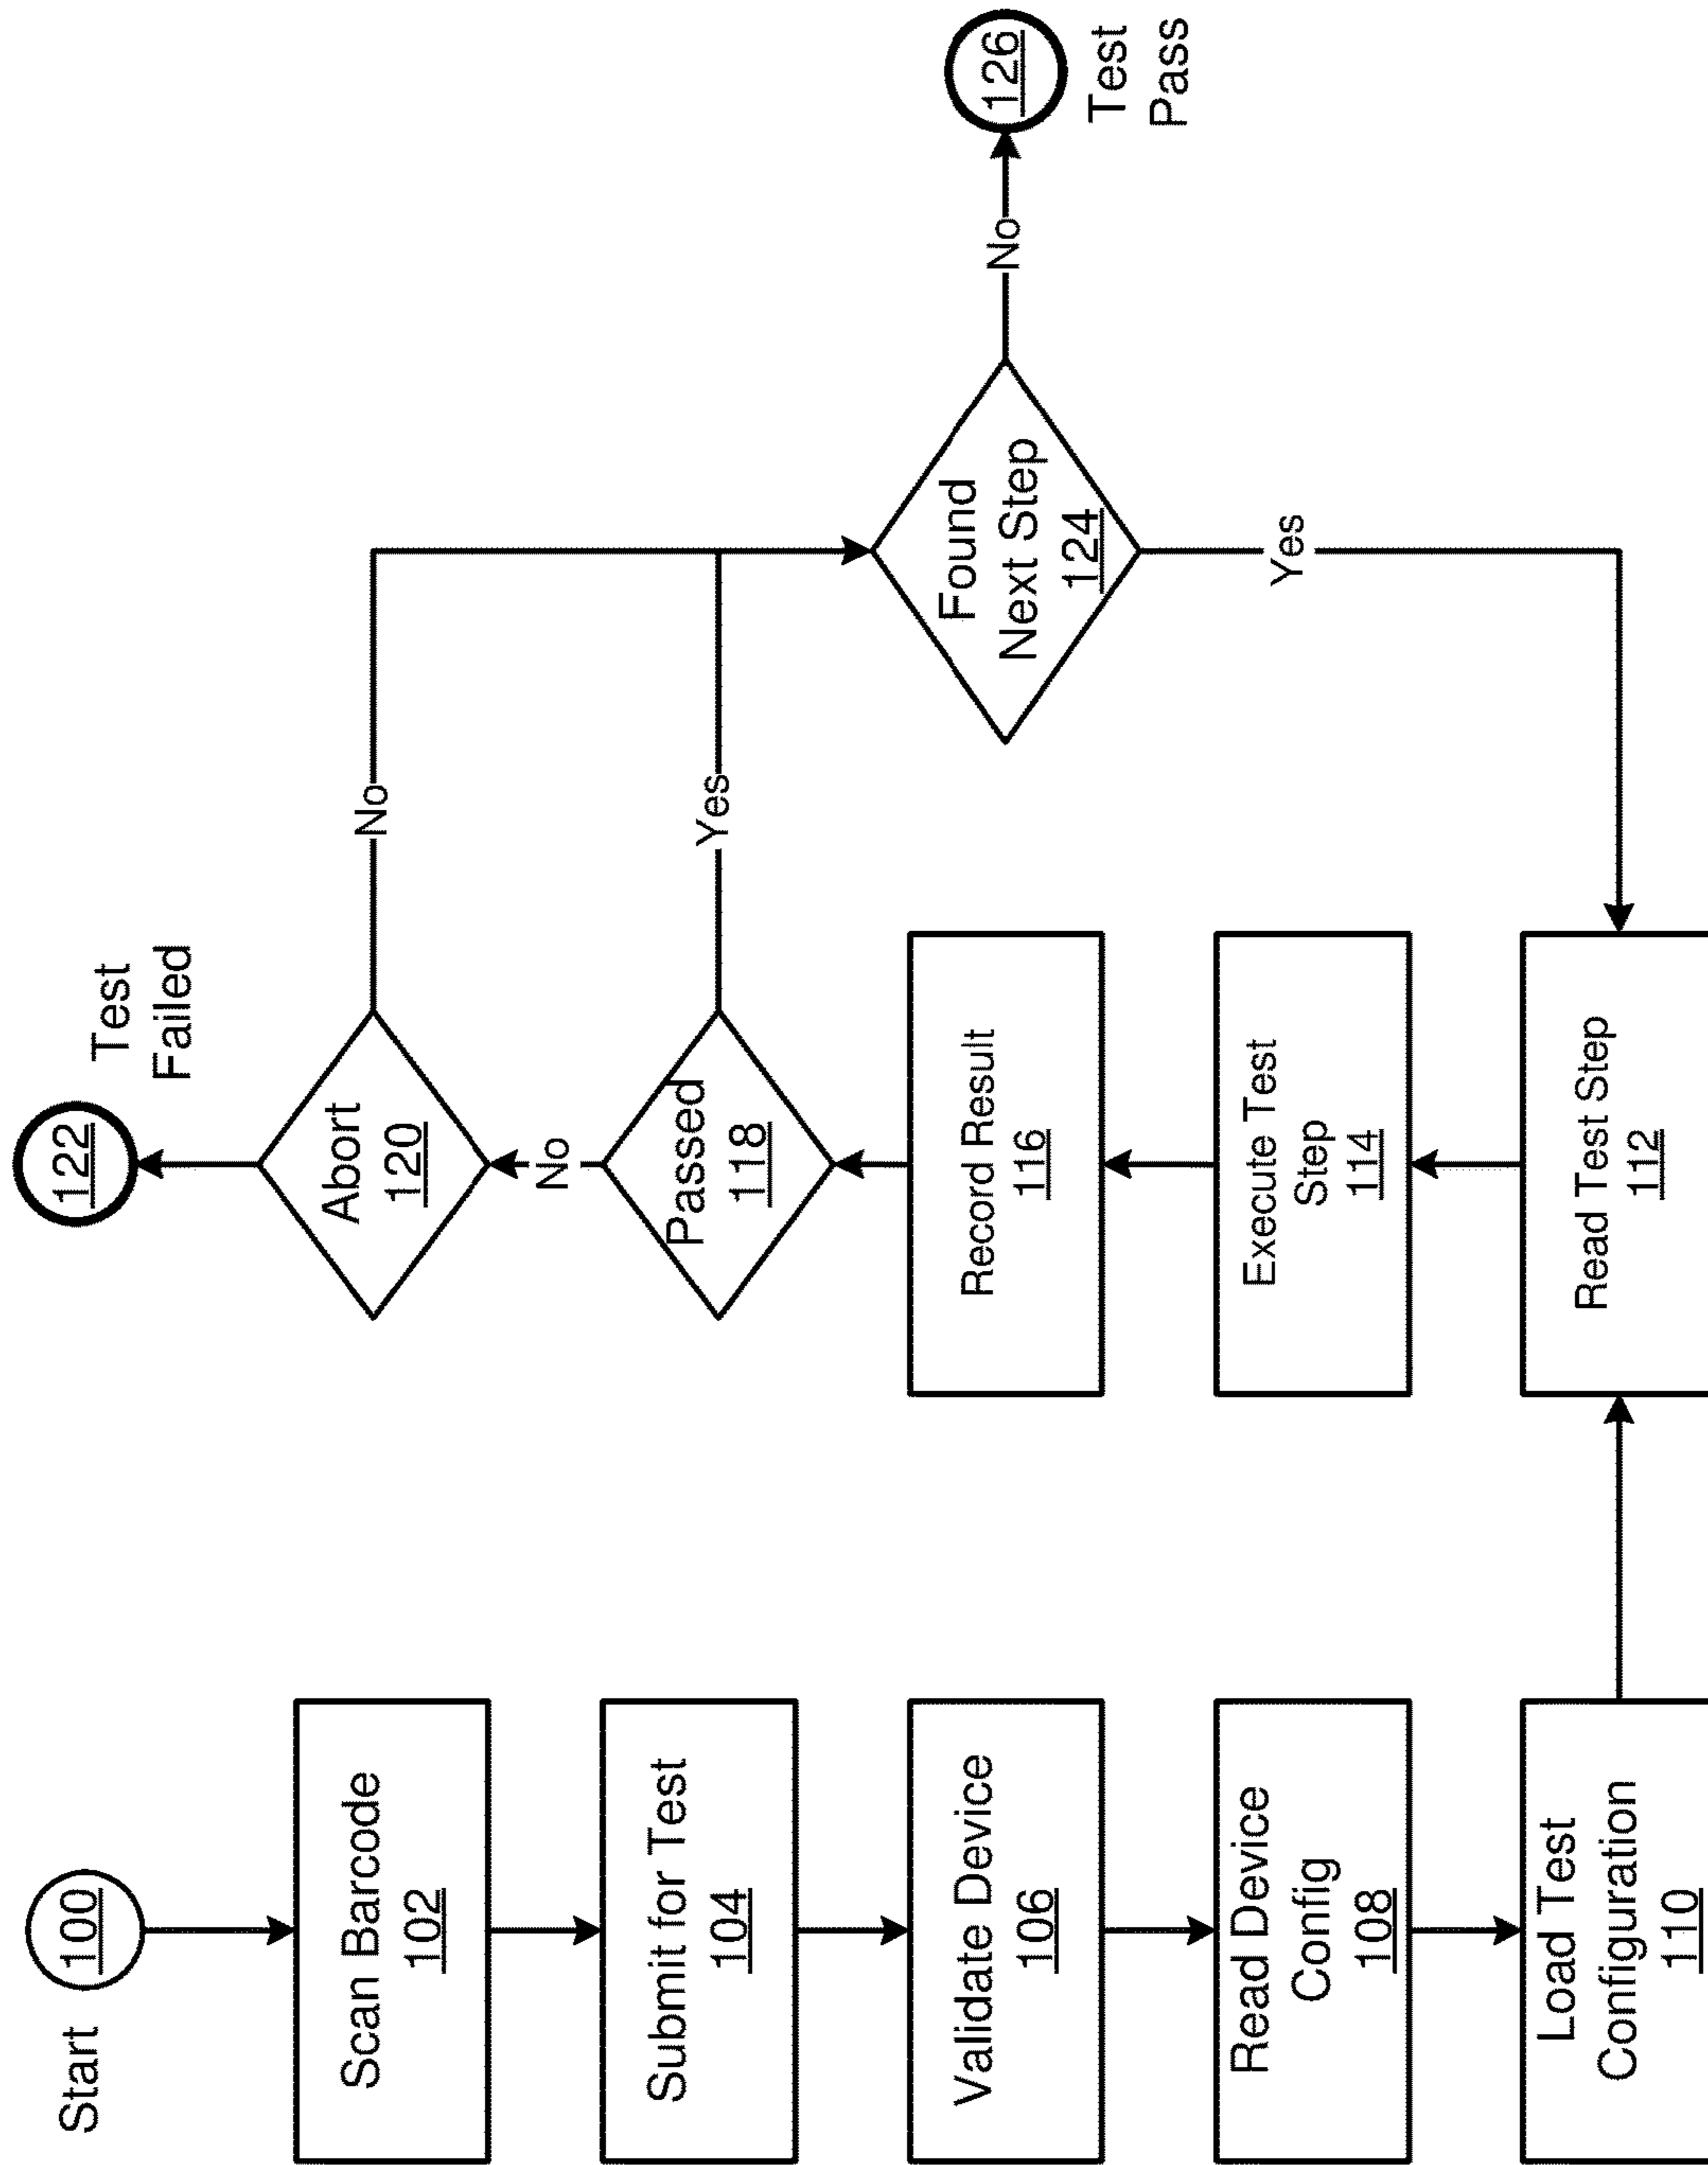 Start
100
Scan Barcode
102
Submit for Test
104
Validate Device
106
Read Device
Config
108
Load Test
Configuration
110
Read Test Step
112
Execute Test
Step
114
Record Result
116
Passed
118
No
Yes
Abort
120
No
122
Test
Failed
Found
Next Step
124
Yes
No
126
Test
Pass